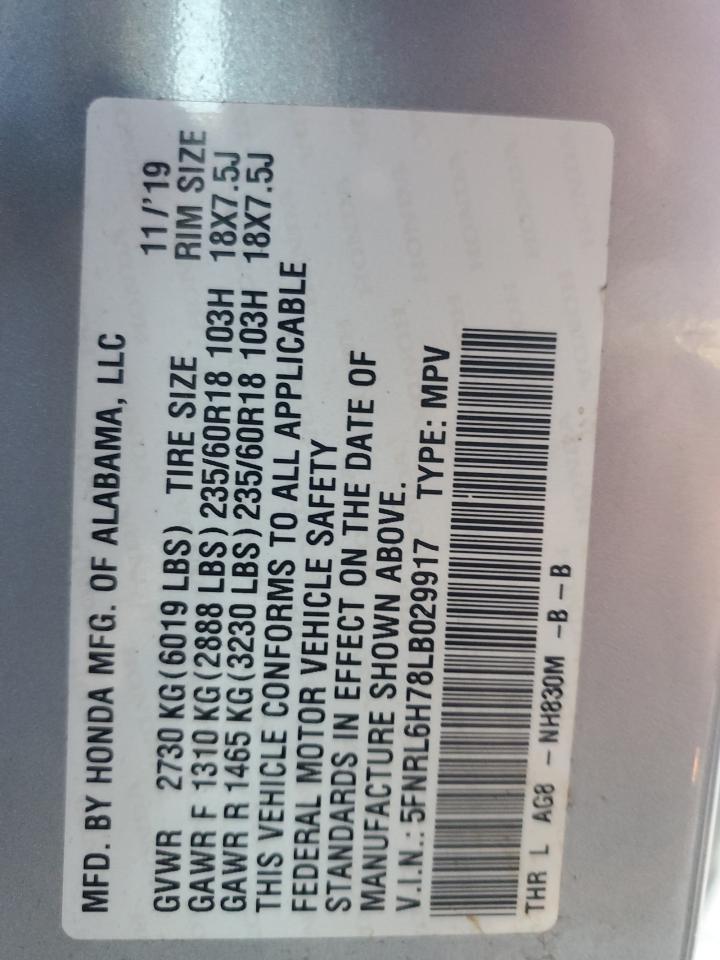 MFD. BY HONDA MFG. OF ALABAMA, LLC
11/'19
GVWR 2730 KG(6019 LBS) TIRE SIZE RIM SIZE
GAWR F 1310 KG(2888 LBS) 235/60R18 103H 18X7.5J
GAWR R 1465 KG(3230 LBS) 235/60R18 103H 18X7.5J
THIS VEHICLE CONFORMS TO ALL APPLICABLE
FEDERAL MOTOR VEHICLE SAFETY
STANDARDS IN EFFECT ON THE DATE OF
MANUFACTURE SHOWN ABOVE.
V.I.N.: 5FNRL6H78LB029917 TYPE: MPV
THR L AG8 -NH830M -B-B